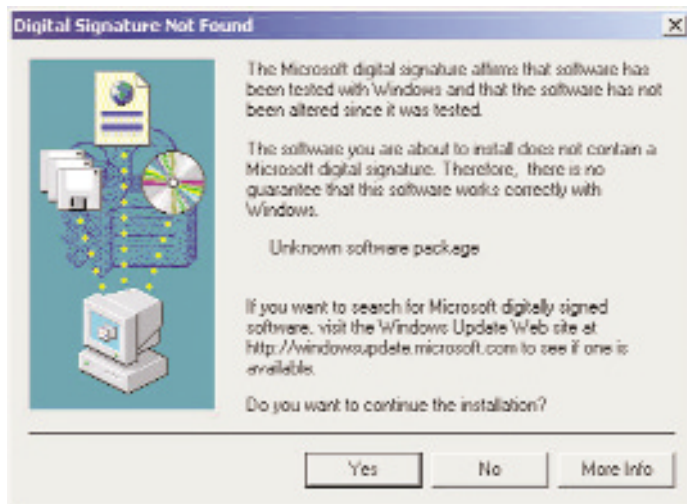 Digital Signature Not Found
The Microsoft digital signature affirms that software has
been tested with Windows and that the software has not
been altered since it was tested.
The software you are about to install does not contain a
Microsoft digital signature. Therefore, there is no
guarantee that this software works correctly with
Windows.
Unknown software package
If you want to search for Microsoft digitally signed
software, visit the Windows Update Web site at
http://windowsupdate.microsoft.com to see if one is
available.
Do you want to continue the installation?
Yes
No
More Info